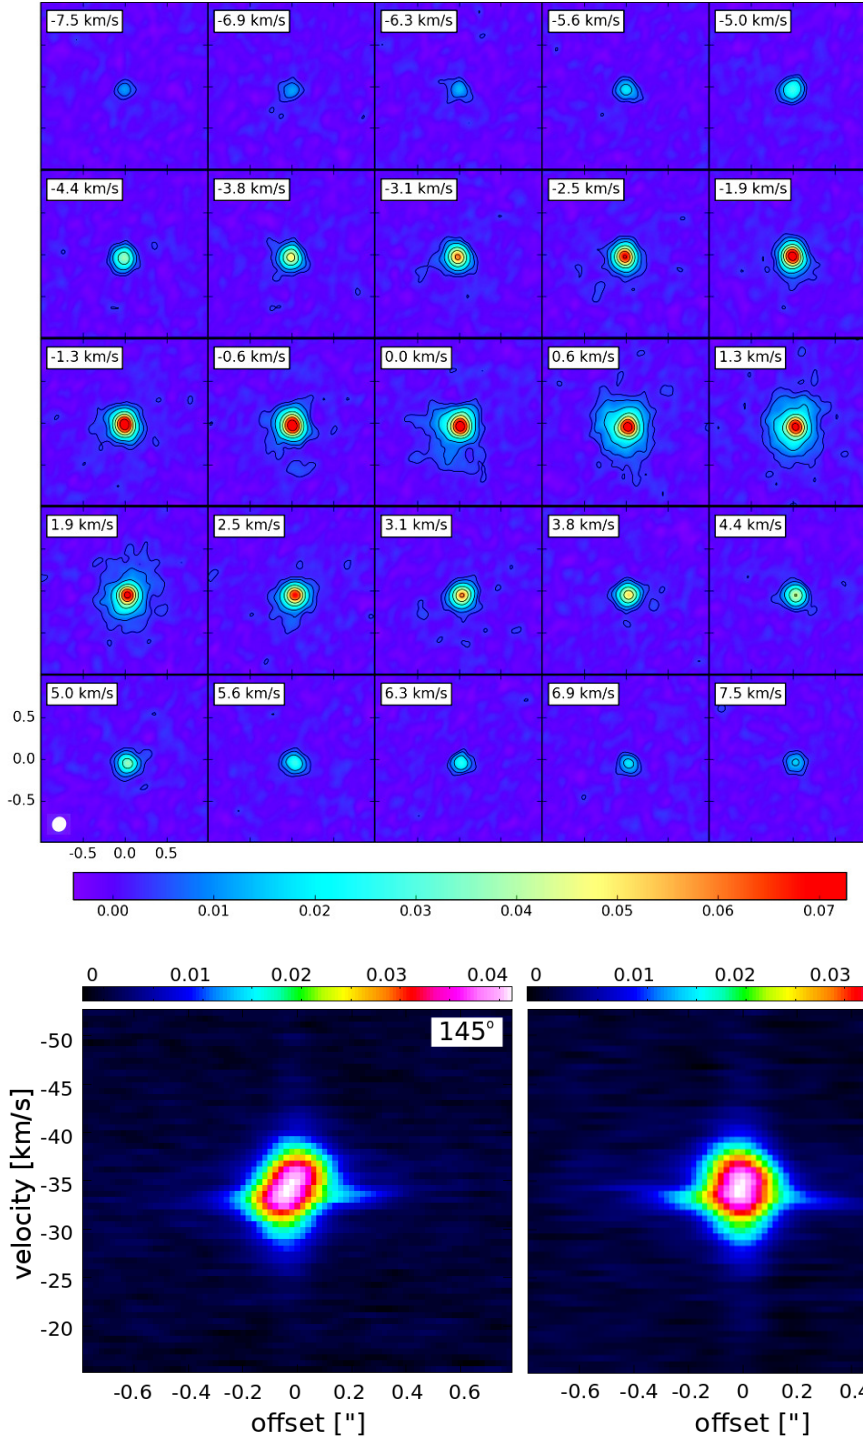 -7.5 km/s -6.9 km/s -6.3 km/s -5.6 km/s -5.0 km/s
-4.4 km/s -3.8 km/s -3.1 km/s -2.5 km/s -1.9 km/s
-1.3 km/s -0.6 km/s 0.0 km/s 0.6 km/s 1.3 km/s
1.9 km/s 2.5 km/s 3.1 km/s 3.8 km/s 4.4 km/s
5.0 km/s 5.6 km/s 6.3 km/s 6.9 km/s 7.5 km/s
0.5
0.0
-0.5
-0.5 0.0 0.5
0.00 0.01 0.02 0.03 0.04 0.05 0.06 0.07
0 0.01 0.02 0.03 0.04 0 0.01 0.02 0.03
145°
-50
-45
-40
-35
-30
-25
-20
velocity [km/s]
-0.6 -0.4 -0.2 0 0.2 0.4 0.6 -0.6 -0.4 -0.2 0 0.2 0.4
offset ["] offset ["]